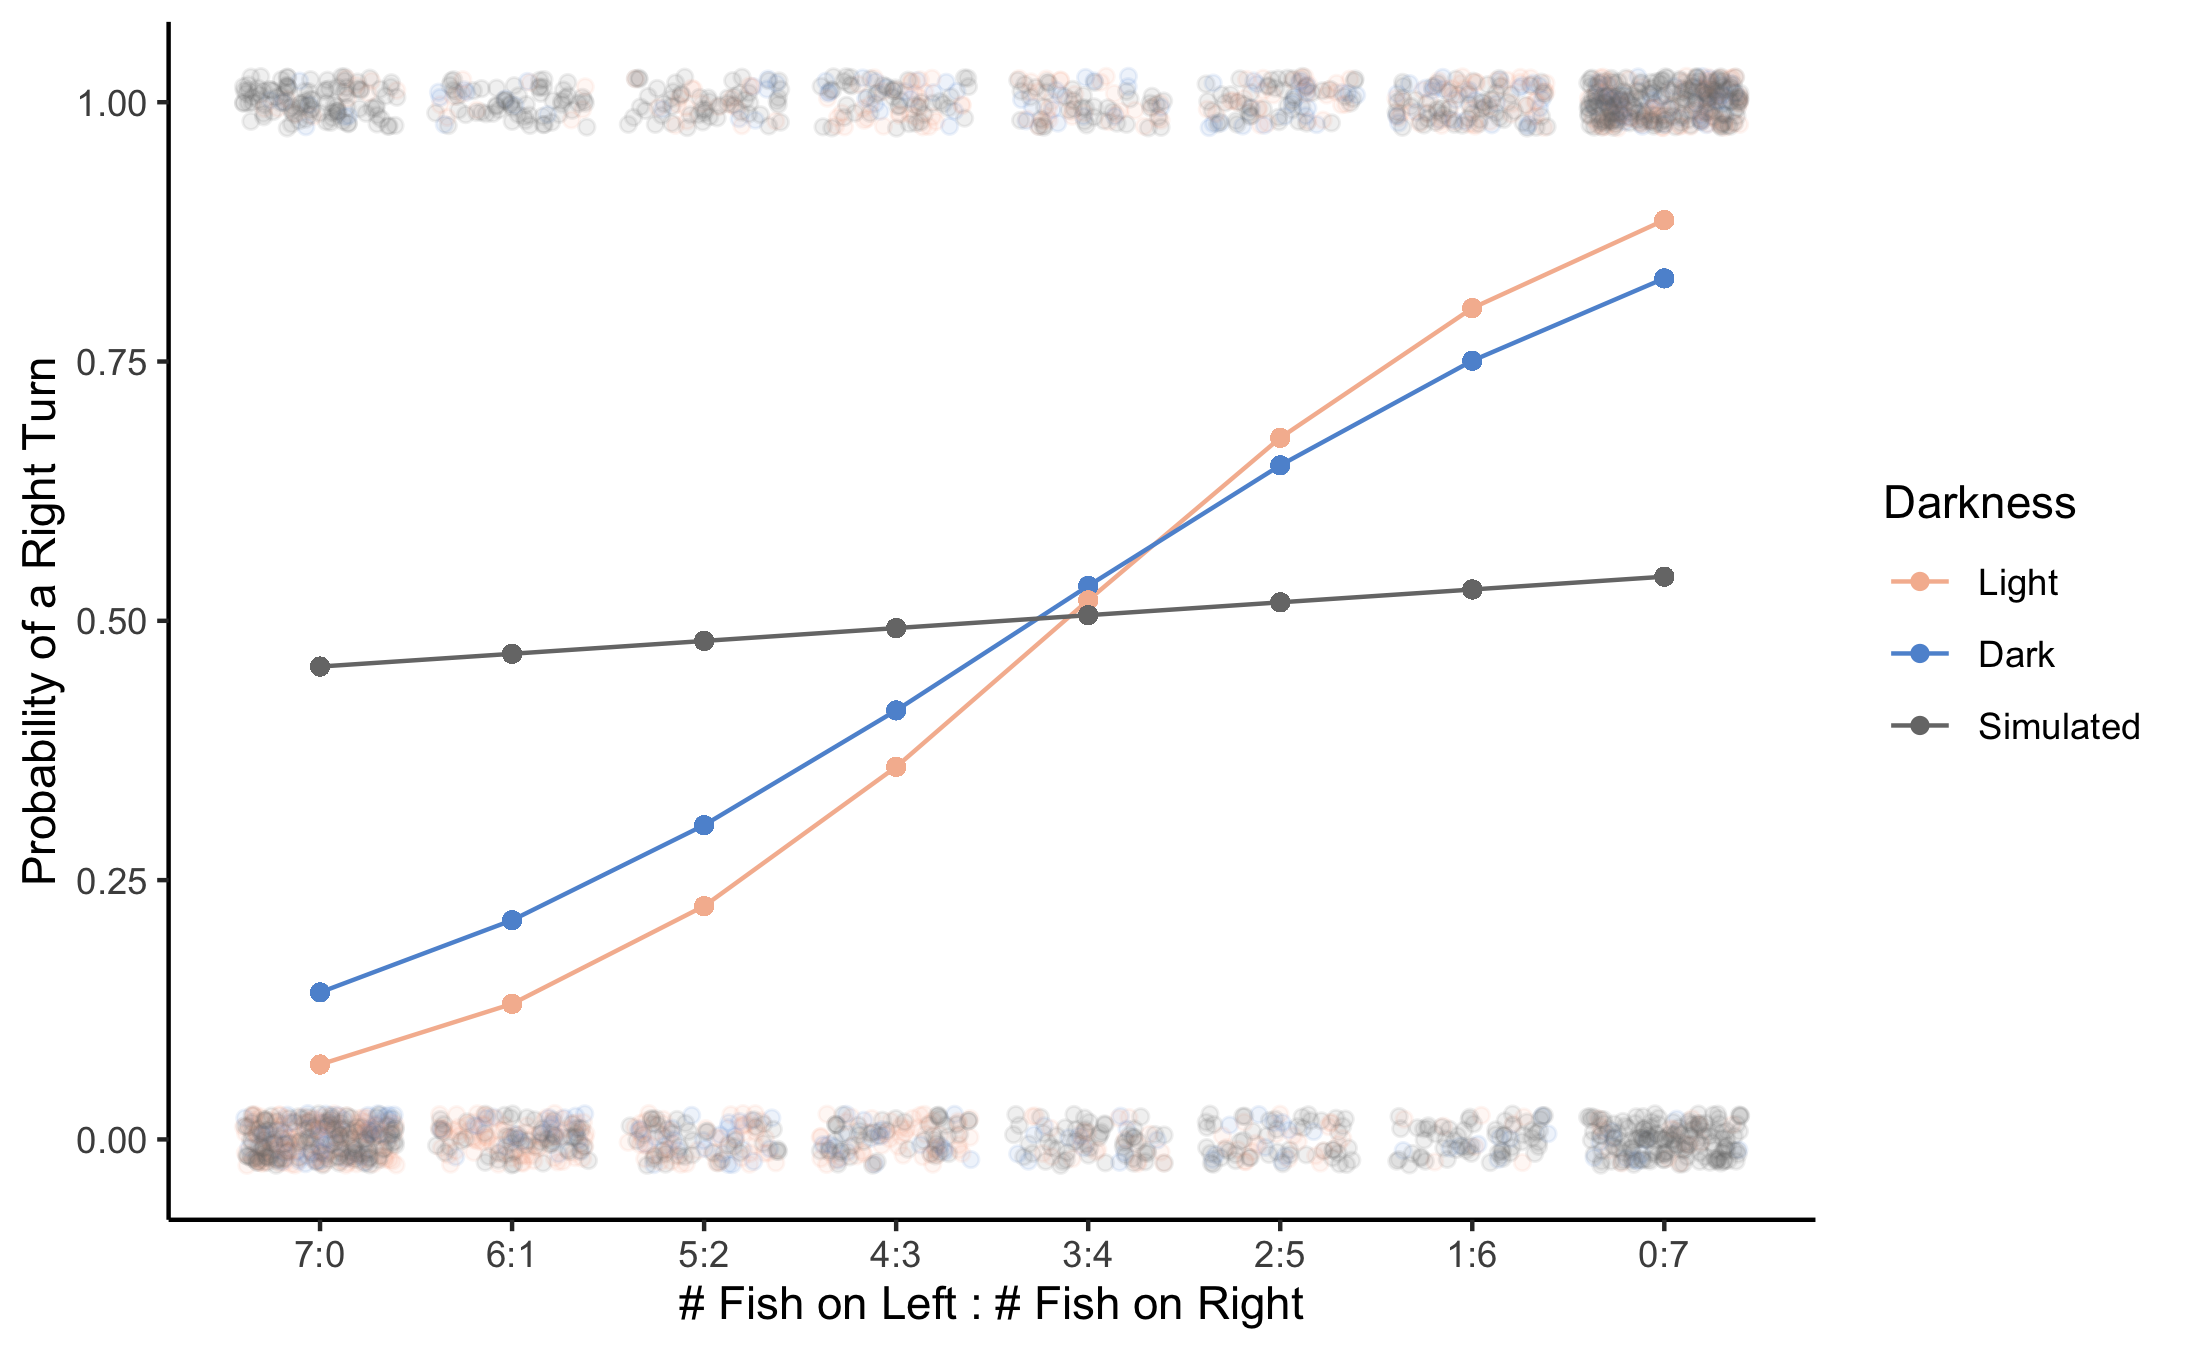 1.00
0.75
0.50
0.25
0.00
Probability of a Right Turn
7:0 6:1 5:2 4:3 3:4 2:5 1:6 0:7
# Fish on Left : # Fish on Right
Darkness
Light
Dark
Simulated